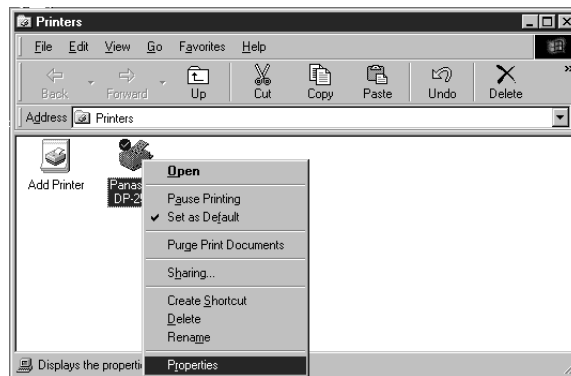 Printers
File Edit View Go Favorites Help
Back Forward Up Cut Copy Paste Undo Delete »
Address Printers
Add Printer
Panas
DP-2
Open
Pause Printing
Set as Default
Purge Print Documents
Sharing...
Create Shortcut
Delete
Rename
Properties
Displays the properti